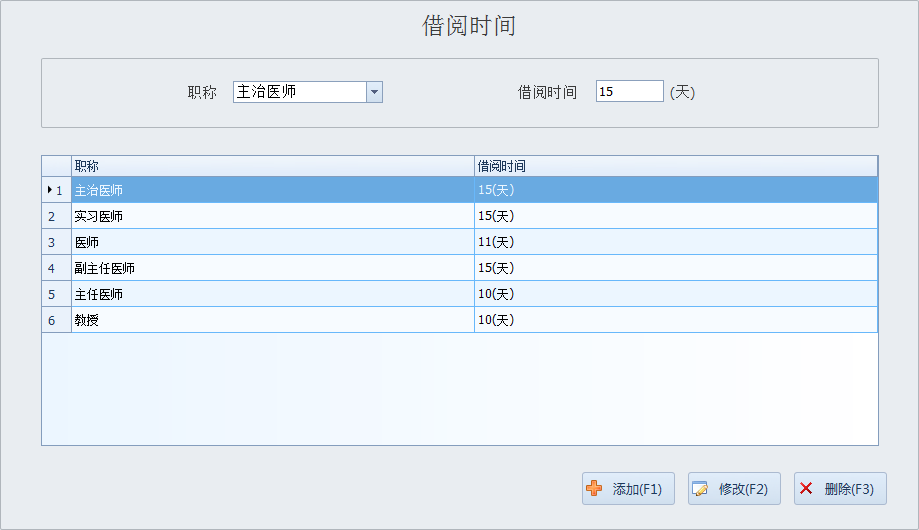 借阅时间
职称 主治医师 借阅时间 15 (天)
职称 借阅时间
1 主治医师 15(天)
2 实习医师 15(天)
3 医师 11(天)
4 副主任医师 15(天)
5 主任医师 10(天)
6 教授 10(天)
添加(F1) 修改(F2) 删除(F3)